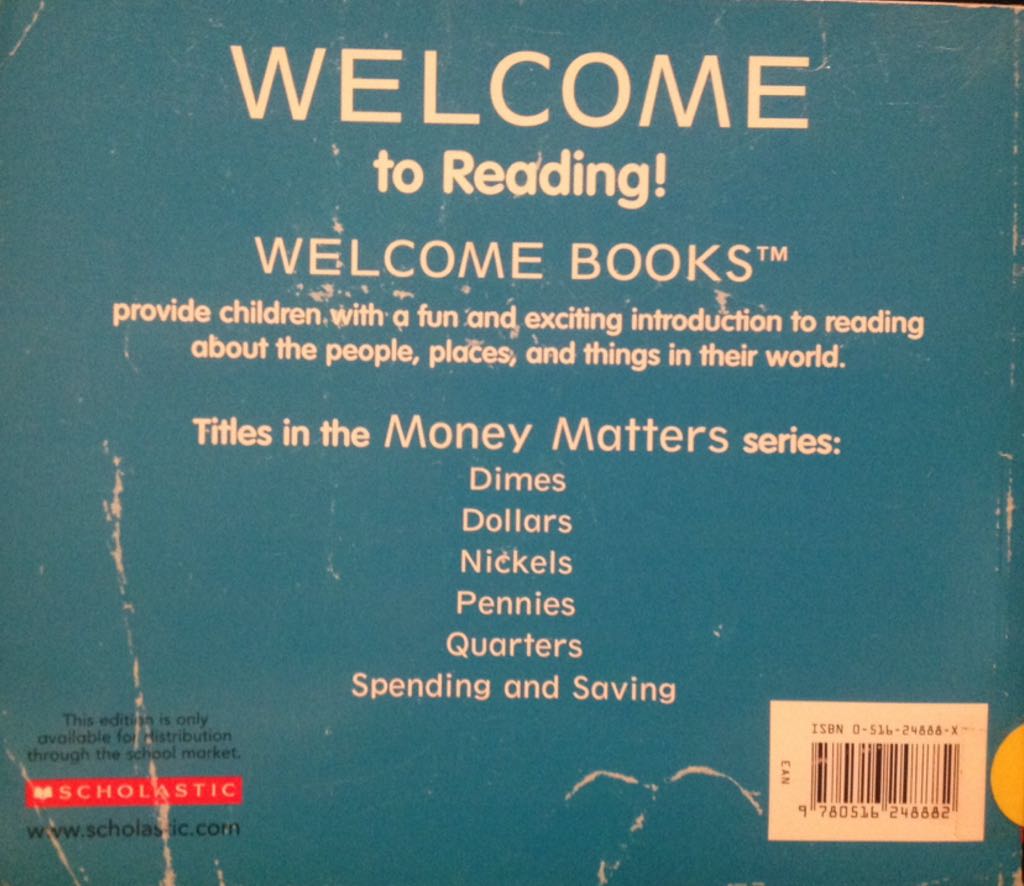 WELCOME
to Reading!
WELCOME BOOKS™
provide children with a fun and exciting introduction to reading
about the people, places, and things in their world.
Titles in the Money Matters series:
Dimes
Dollars
Nickels
Pennies
Quarters
Spending and Saving
This edition is only
available for distribution
through the school market.
SCHOLASTIC
www.scholastic.com
ISBN 0-516-24888-X
EAN
9 780516 248882